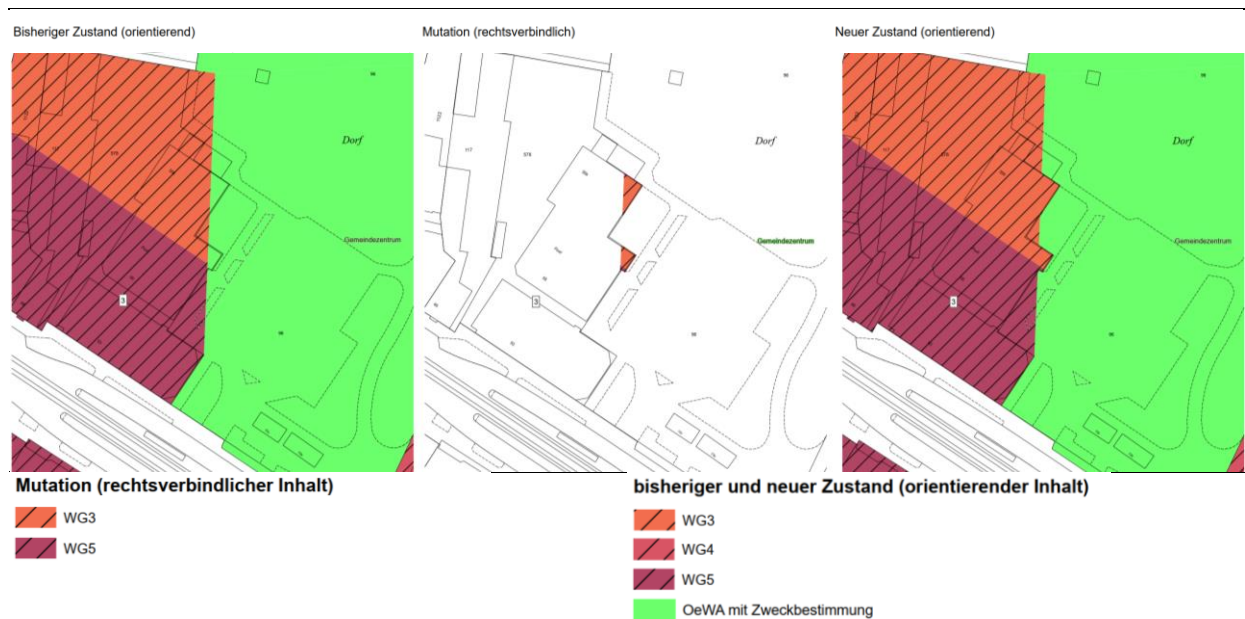 Bisheriger Zustand (orientierend)
Mutation (rechtsverbindlich)
Neuer Zustand (orientierend)
Dorf
Gemeindezentrum
3
Dorf
Gemeindezentrum
3
Dorf
Gemeindezentrum
3
Mutation (rechtsverbindlicher Inhalt)
WG3
WG5
bisheriger und neuer Zustand (orientierender Inhalt)
WG3
WG4
WG5
OeWA mit Zweckbestimmung